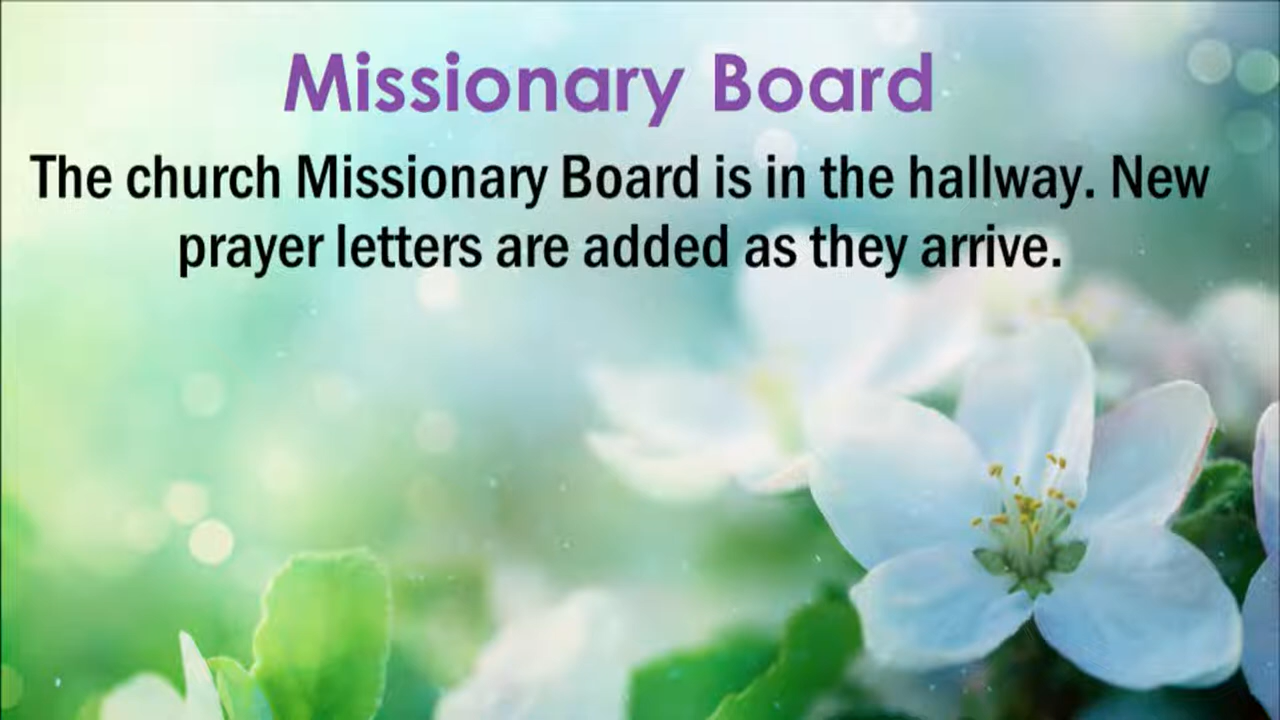 Missionary Board
The church Missionary Board is in the hallway. New
prayer letters are added as they arrive.